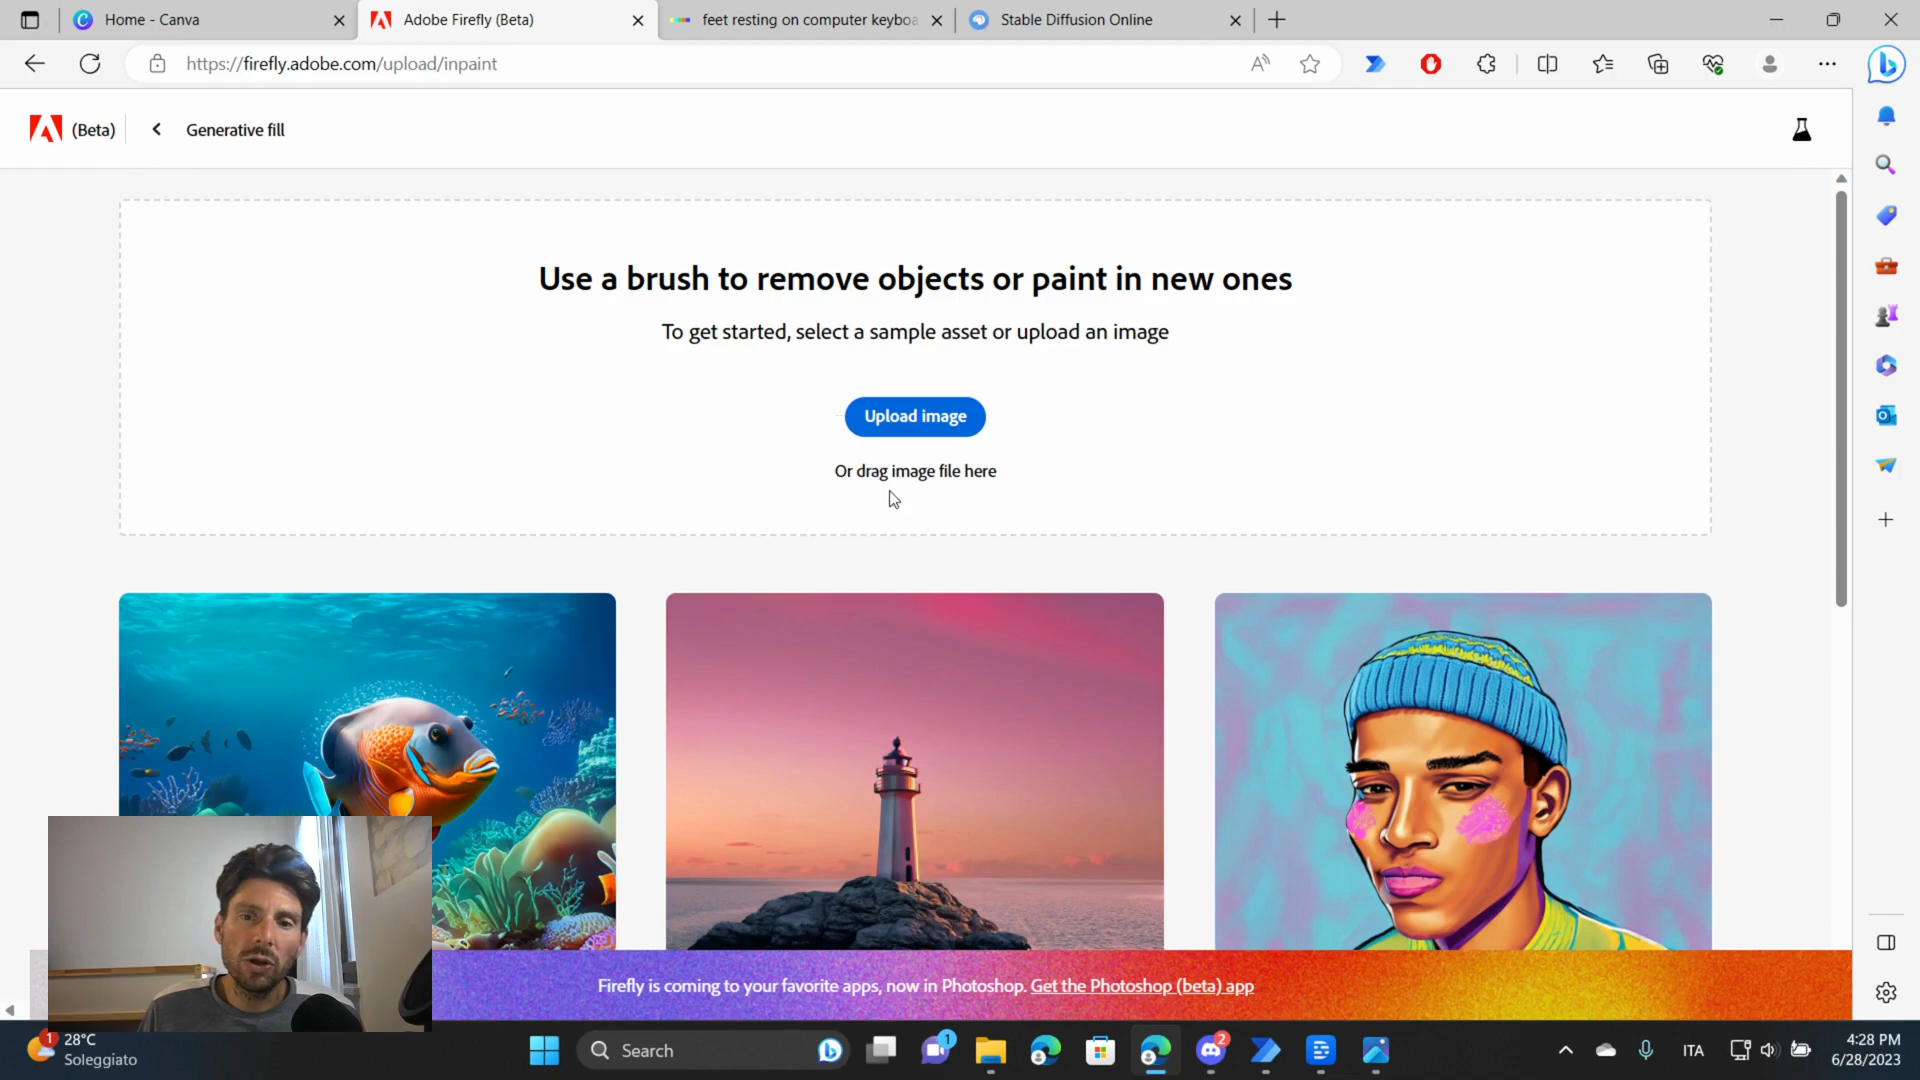 Home - Canva
Adobe Firefly (Beta)
feet resting on computer keyboa
Stable Diffusion Online
https://firefly.adobe.com/upload/inpaint
(Beta)
Generative fill
Use a brush to remove objects or paint in new ones
To get started, select a sample asset or upload an image
Upload image
Or drag image file here
Firefly is coming to your favorite apps, now in Photoshop. Get the Photoshop (beta) app
1
28°C
Soleggiato
Search
1
2
ITA
4:28 PM
6/28/2023